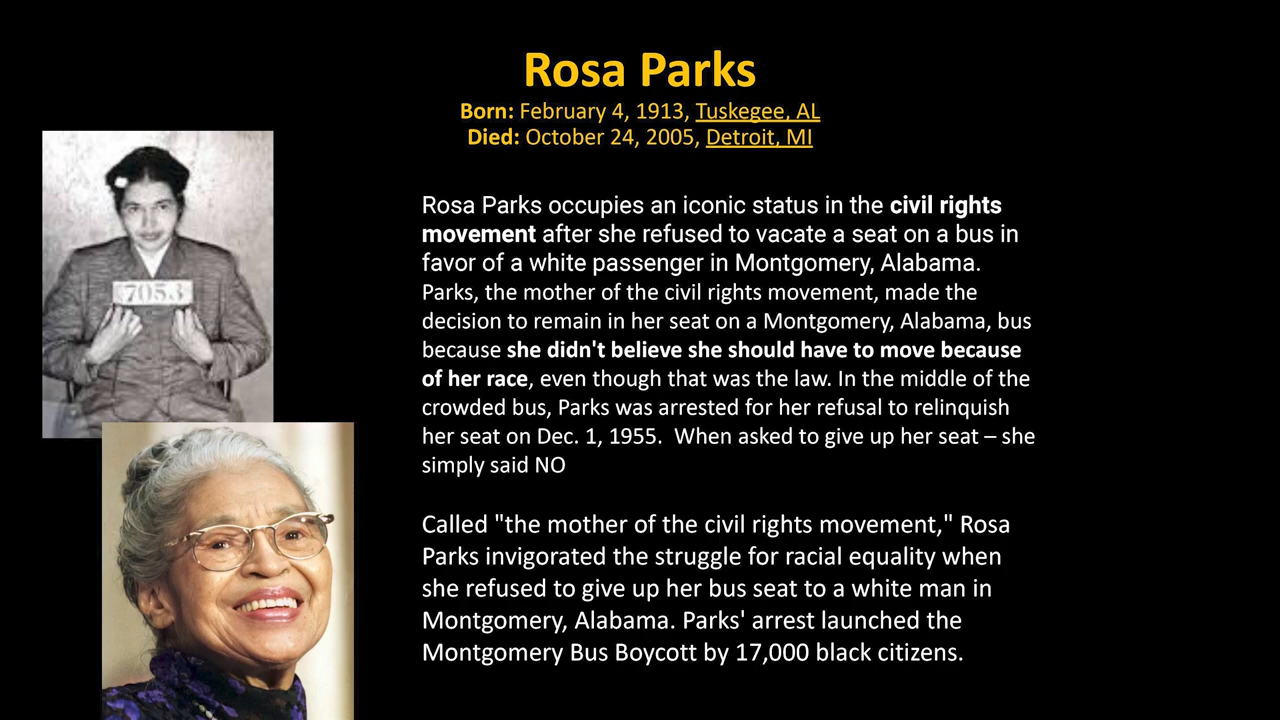 Rosa Parks
Born: February 4, 1913, Tuskegee, AL
Died: October 24, 2005, Detroit, MI
7053
Rosa Parks occupies an iconic status in the civil rights
movement after she refused to vacate a seat on a bus in
favor of a white passenger in Montgomery, Alabama.
Parks, the mother of the civil rights movement, made the
decision to remain in her seat on a Montgomery, Alabama, bus
because she didn't believe she should have to move because
of her race, even though that was the law. In the middle of the
crowded bus, Parks was arrested for her refusal to relinquish
her seat on Dec. 1, 1955.  When asked to give up her seat – she
simply said NO
Called "the mother of the civil rights movement," Rosa
Parks invigorated the struggle for racial equality when
she refused to give up her bus seat to a white man in
Montgomery, Alabama. Parks' arrest launched the
Montgomery Bus Boycott by 17,000 black citizens.